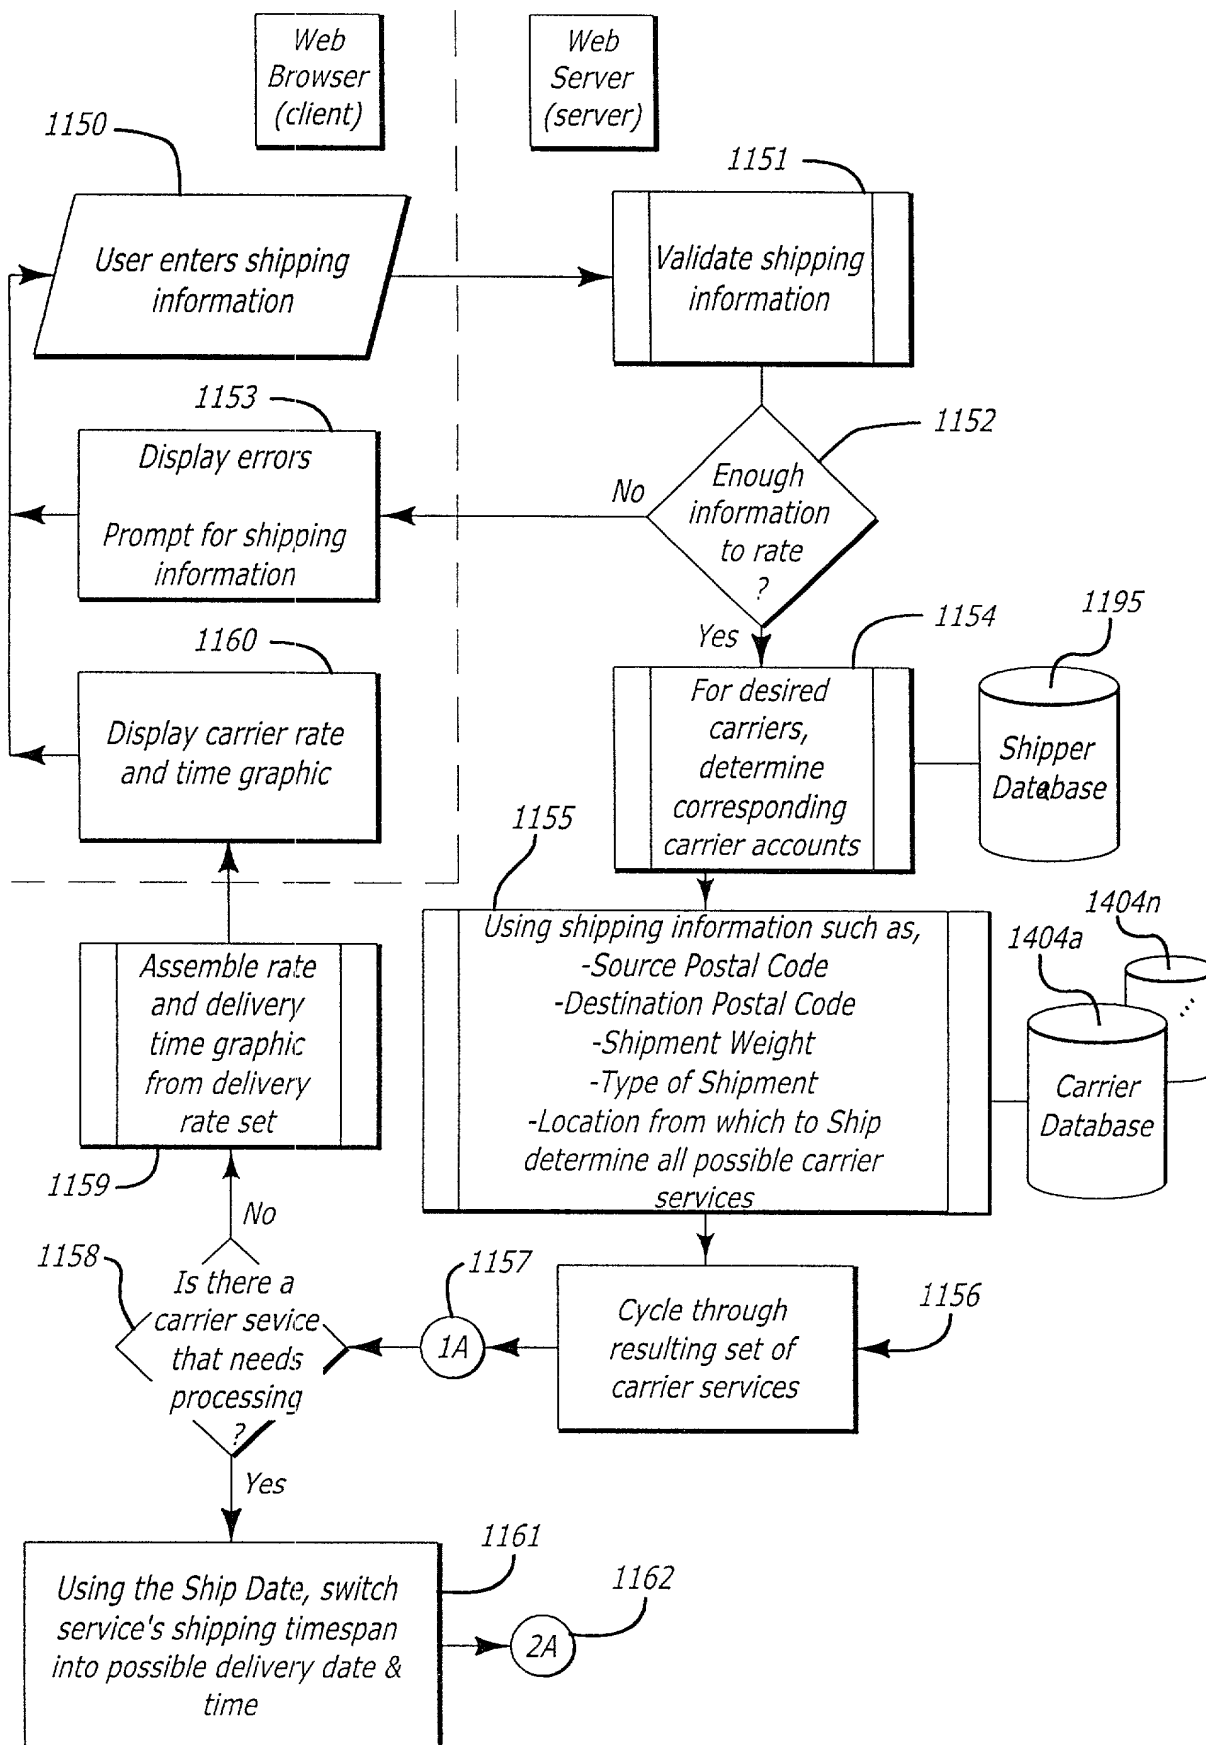 Web
Browser
(client)
Web
Server
(server)
1150
1151
User enters shipping
information
Validate shipping
information
1153
1152
Display errors
Prompt for shipping
information
No
Enough
information
to rate
?
Yes
1160
1154
1195
Display carrier rate
and time graphic
For desired
carriers,
determine
corresponding
carrier accounts
Shipper
Database
1155
1404n
1404a
Using shipping information such as,
-Source Postal Code
-Destination Postal Code
-Shipment Weight
-Type of Shipment
-Location from which to Ship
determine all possible carrier
services
Carrier
Database
Assemble rate
and delivery
time graphic
from delivery
rate set
1159
No
1158
Is there a
carrier sevice
that needs
processing
?
Yes
1157
1A
Cycle through
resulting set of
carrier services
1156
1161
Using the Ship Date, switch
service's shipping timespan
into possible delivery date &
time
1162
2A